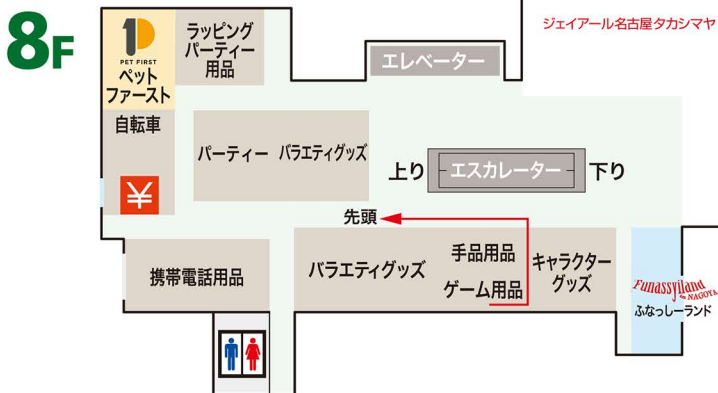 8F
ジェイアール名古屋タカシマヤ
PET FIRST
ペット
ファースト
ラッピング
パーティー
用品
エレベーター
自転車
¥
パーティー バラエティグッズ
上り
エスカレーター
下り
先頭
携帯電話用品
バラエティグッズ
手品用品
ゲーム用品
キャラクター
グッズ
Funassyiland
in NAGOYA
ふなっしーランド